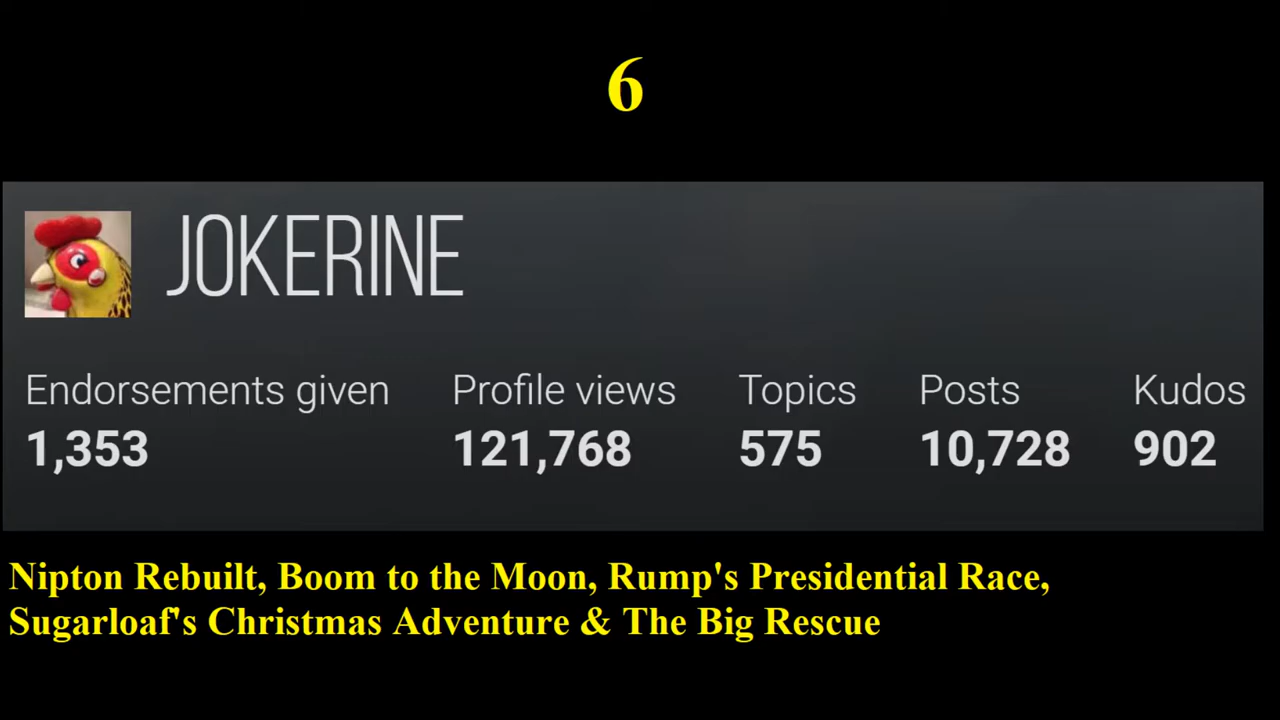 6
JOKERINE
Endorsements given Profile views Topics Posts Kudos
1,353 121,768 575 10,728 902
Nipton Rebuilt, Boom to the Moon, Rump's Presidential Race,
Sugarloaf's Christmas Adventure & The Big Rescue